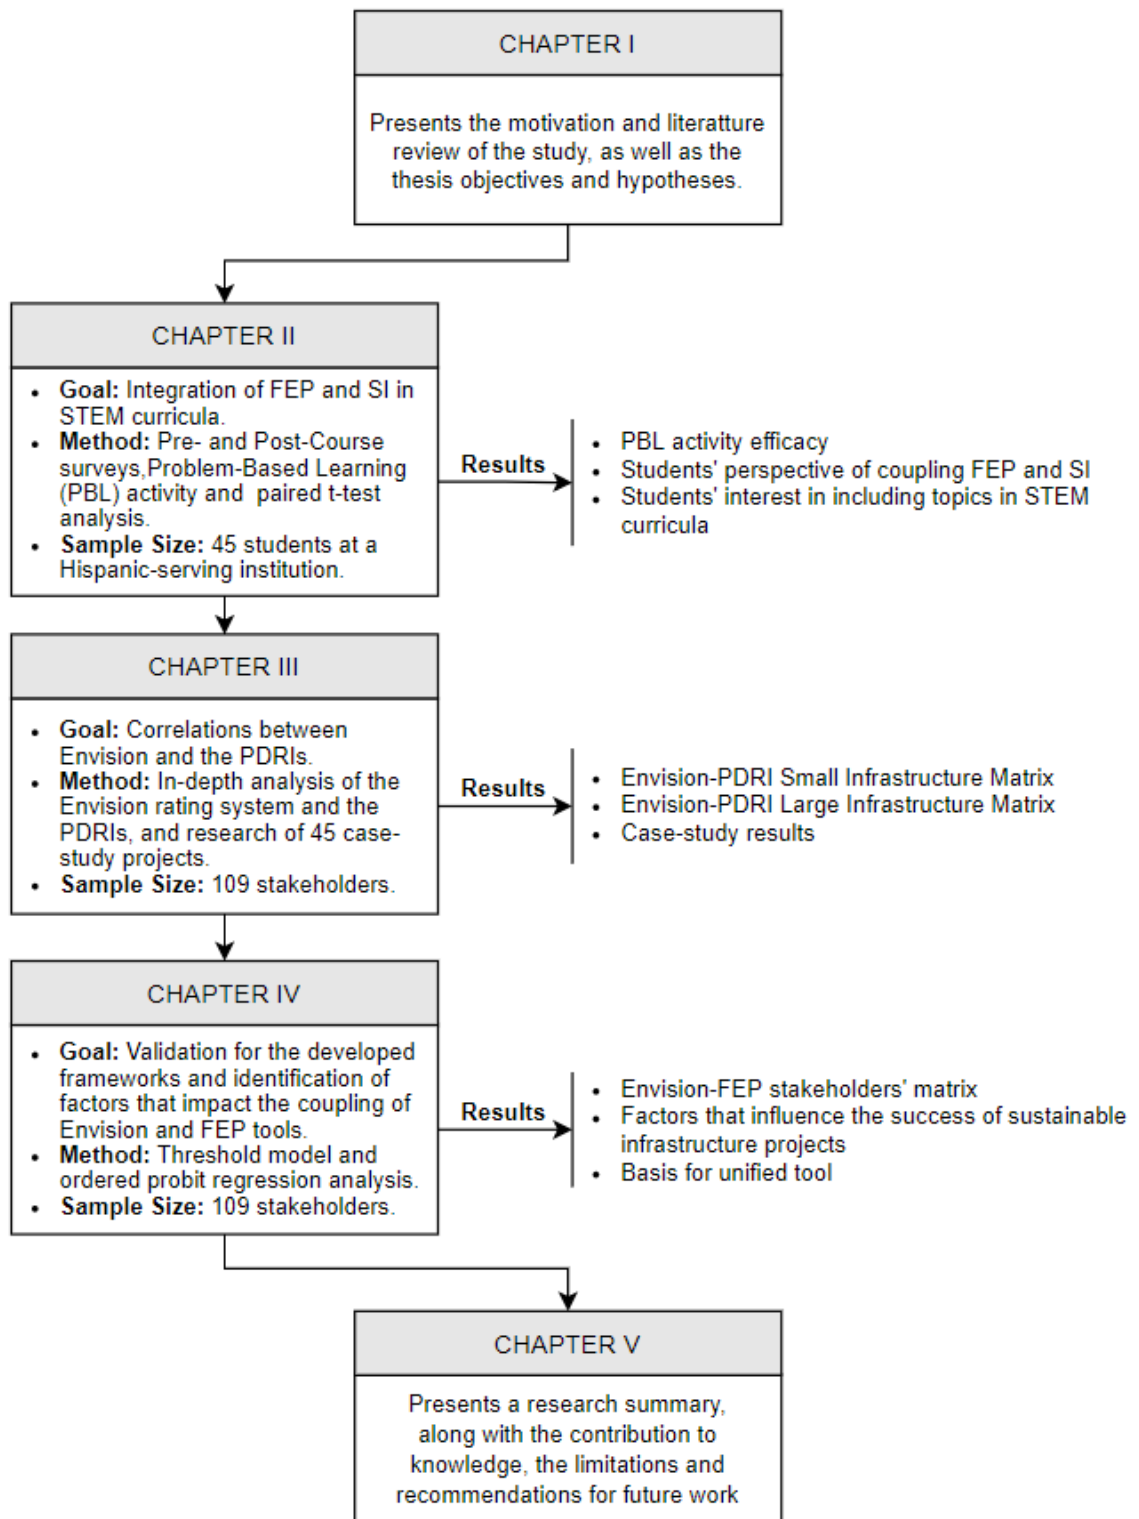 CHAPTER I
Presents the motivation and literatture
review of the study, as well as the
thesis objectives and hypotheses.
CHAPTER II
• Goal: Integration of FEP and SI in
STEM curricula.
• Method: Pre- and Post-Course
surveys,Problem-Based Learning
(PBL) activity and paired t-test
analysis.
• Sample Size: 45 students at a
Hispanic-serving institution.
Results
• PBL activity efficacy
• Students' perspective of coupling FEP and SI
• Students' interest in including topics in STEM
curricula
CHAPTER III
• Goal: Correlations between
Envision and the PDRIs.
• Method: In-depth analysis of the
Envision rating system and the
PDRIs, and research of 45 case-
study projects.
• Sample Size: 109 stakeholders.
Results
• Envision-PDRI Small Infrastructure Matrix
• Envision-PDRI Large Infrastructure Matrix
• Case-study results
CHAPTER IV
• Goal: Validation for the developed
frameworks and identification of
factors that impact the coupling of
Envision and FEP tools.
• Method: Threshold model and
ordered probit regression analysis.
• Sample Size: 109 stakeholders.
Results
• Envision-FEP stakeholders' matrix
• Factors that influence the success of sustainable
infrastructure projects
• Basis for unified tool
CHAPTER V
Presents a research summary,
along with the contribution to
knowledge, the limitations and
recommendations for future work